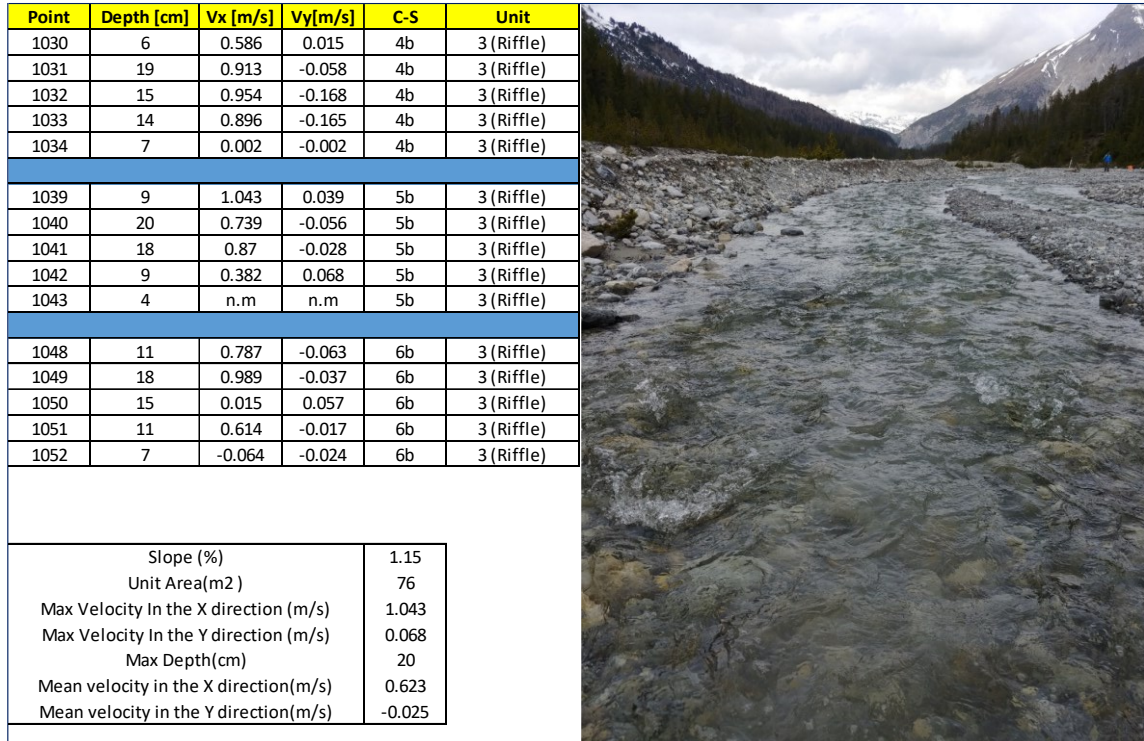 Point Depth [cm] Vx [m/s] Vy[m/s] C-S Unit
1030 6 0.586 0.015 4b 3 (Riffle)
1031 19 0.913 -0.058 4b 3 (Riffle)
1032 15 0.954 -0.168 4b 3 (Riffle)
1033 14 0.896 -0.165 4b 3 (Riffle)
1034 7 0.002 -0.002 4b 3 (Riffle)
1039 9 1.043 0.039 5b 3 (Riffle)
1040 20 0.739 -0.056 5b 3 (Riffle)
1041 18 0.87 -0.028 5b 3 (Riffle)
1042 9 0.382 0.068 5b 3 (Riffle)
1043 4 n.m n.m 5b 3 (Riffle)
1048 11 0.787 -0.063 6b 3 (Riffle)
1049 18 0.989 -0.037 6b 3 (Riffle)
1050 15 0.015 0.057 6b 3 (Riffle)
1051 11 0.614 -0.017 6b 3 (Riffle)
1052 7 -0.064 -0.024 6b 3 (Riffle)
Slope (%) 1.15
Unit Area(m2 ) 76
Max Velocity In the X direction (m/s) 1.043
Max Velocity In the Y direction (m/s) 0.068
Max Depth(cm) 20
Mean velocity in the X direction(m/s) 0.623
Mean velocity in the Y direction(m/s) -0.025